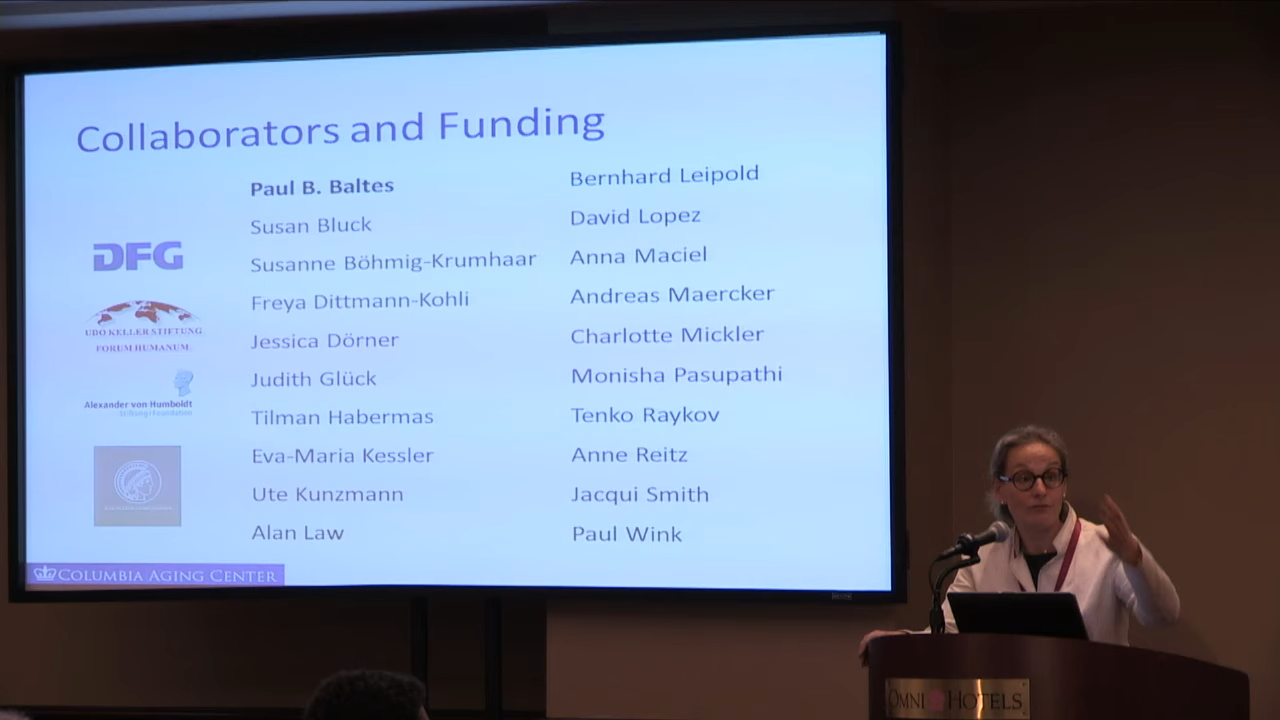 Collaborators and Funding
Paul B. Baltes
Susan Bluck
Susanne Böhmig-Krumhaar
Freya Dittmann-Kohli
Jessica Dörner
Judith Glück
Tilman Habermas
Eva-Maria Kessler
Ute Kunzmann
Alan Law
Bernhard Leipold
David Lopez
Anna Maciel
Andreas Maercker
Charlotte Mickler
Monisha Pasupathi
Tenko Raykov
Anne Reitz
Jacqui Smith
Paul Wink
DFG
UDO KELLER STIFTUNG
FORUM HUMANUM
Alexander von Humboldt
Stiftung/Foundation
COLUMBIA AGING CENTER
OMNI HOTELS